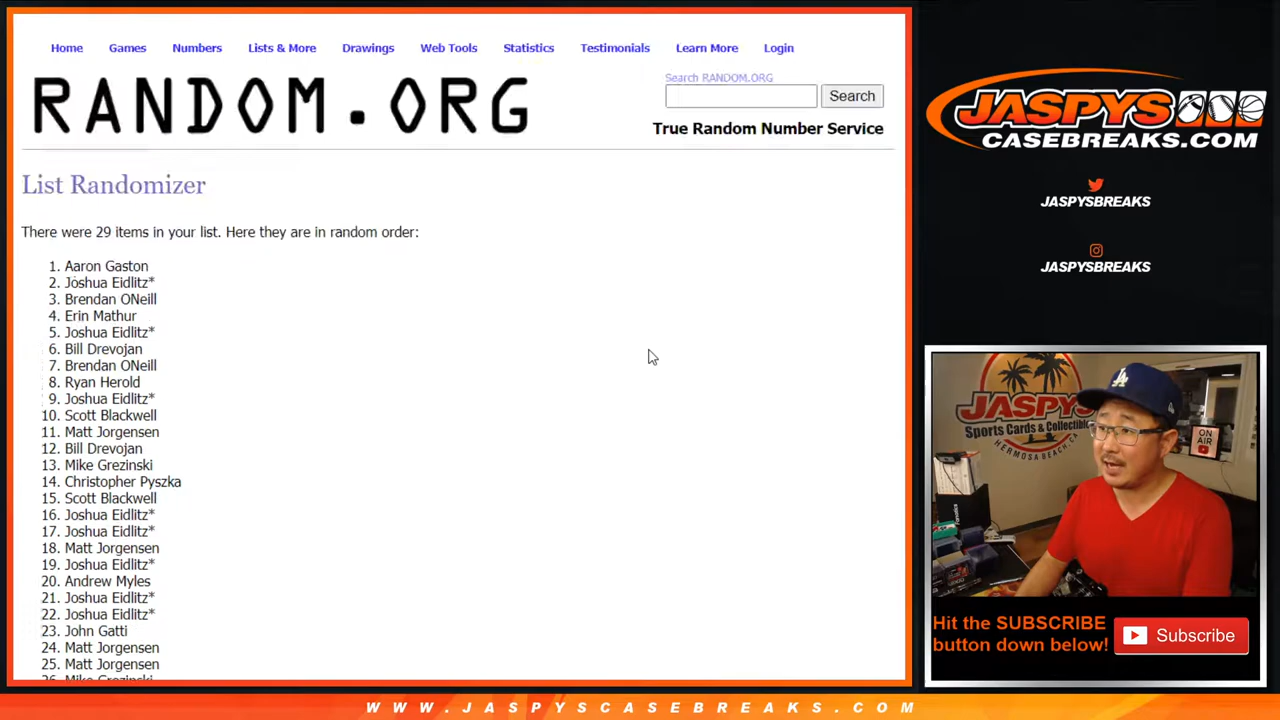 Home Games Numbers Lists & More Drawings Web Tools Statistics Testimonials Learn More Login
RANDOM.ORG
Search RANDOM.ORG
Search
True Random Number Service
List Randomizer
There were 29 items in your list. Here they are in random order:
1. Aaron Gaston
2. Joshua Eidlitz*
3. Brendan ONeill
4. Erin Mathur
5. Joshua Eidlitz*
6. Bill Drevojan
7. Brendan ONeill
8. Ryan Herold
9. Joshua Eidlitz*
10. Scott Blackwell
11. Matt Jorgensen
12. Bill Drevojan
13. Mike Grezinski
14. Christopher Pyszka
15. Scott Blackwell
16. Joshua Eidlitz*
17. Joshua Eidlitz*
18. Matt Jorgensen
19. Joshua Eidlitz*
20. Andrew Myles
21. Joshua Eidlitz*
22. Joshua Eidlitz*
23. John Gatti
24. Matt Jorgensen
25. Matt Jorgensen
26. Mike Grezinski
JASPYS
CASEBREAKS.COM
JASPYSBREAKS
JASPYSBREAKS
JASPYS
Sports Cards & Collectible
HERMOSA BEACH, CA
LA
ON
AIR
Fanatics
Hit the SUBSCRIBE
button down below!
Subscribe
WWW.JASPYSCASEBREAKS.COM